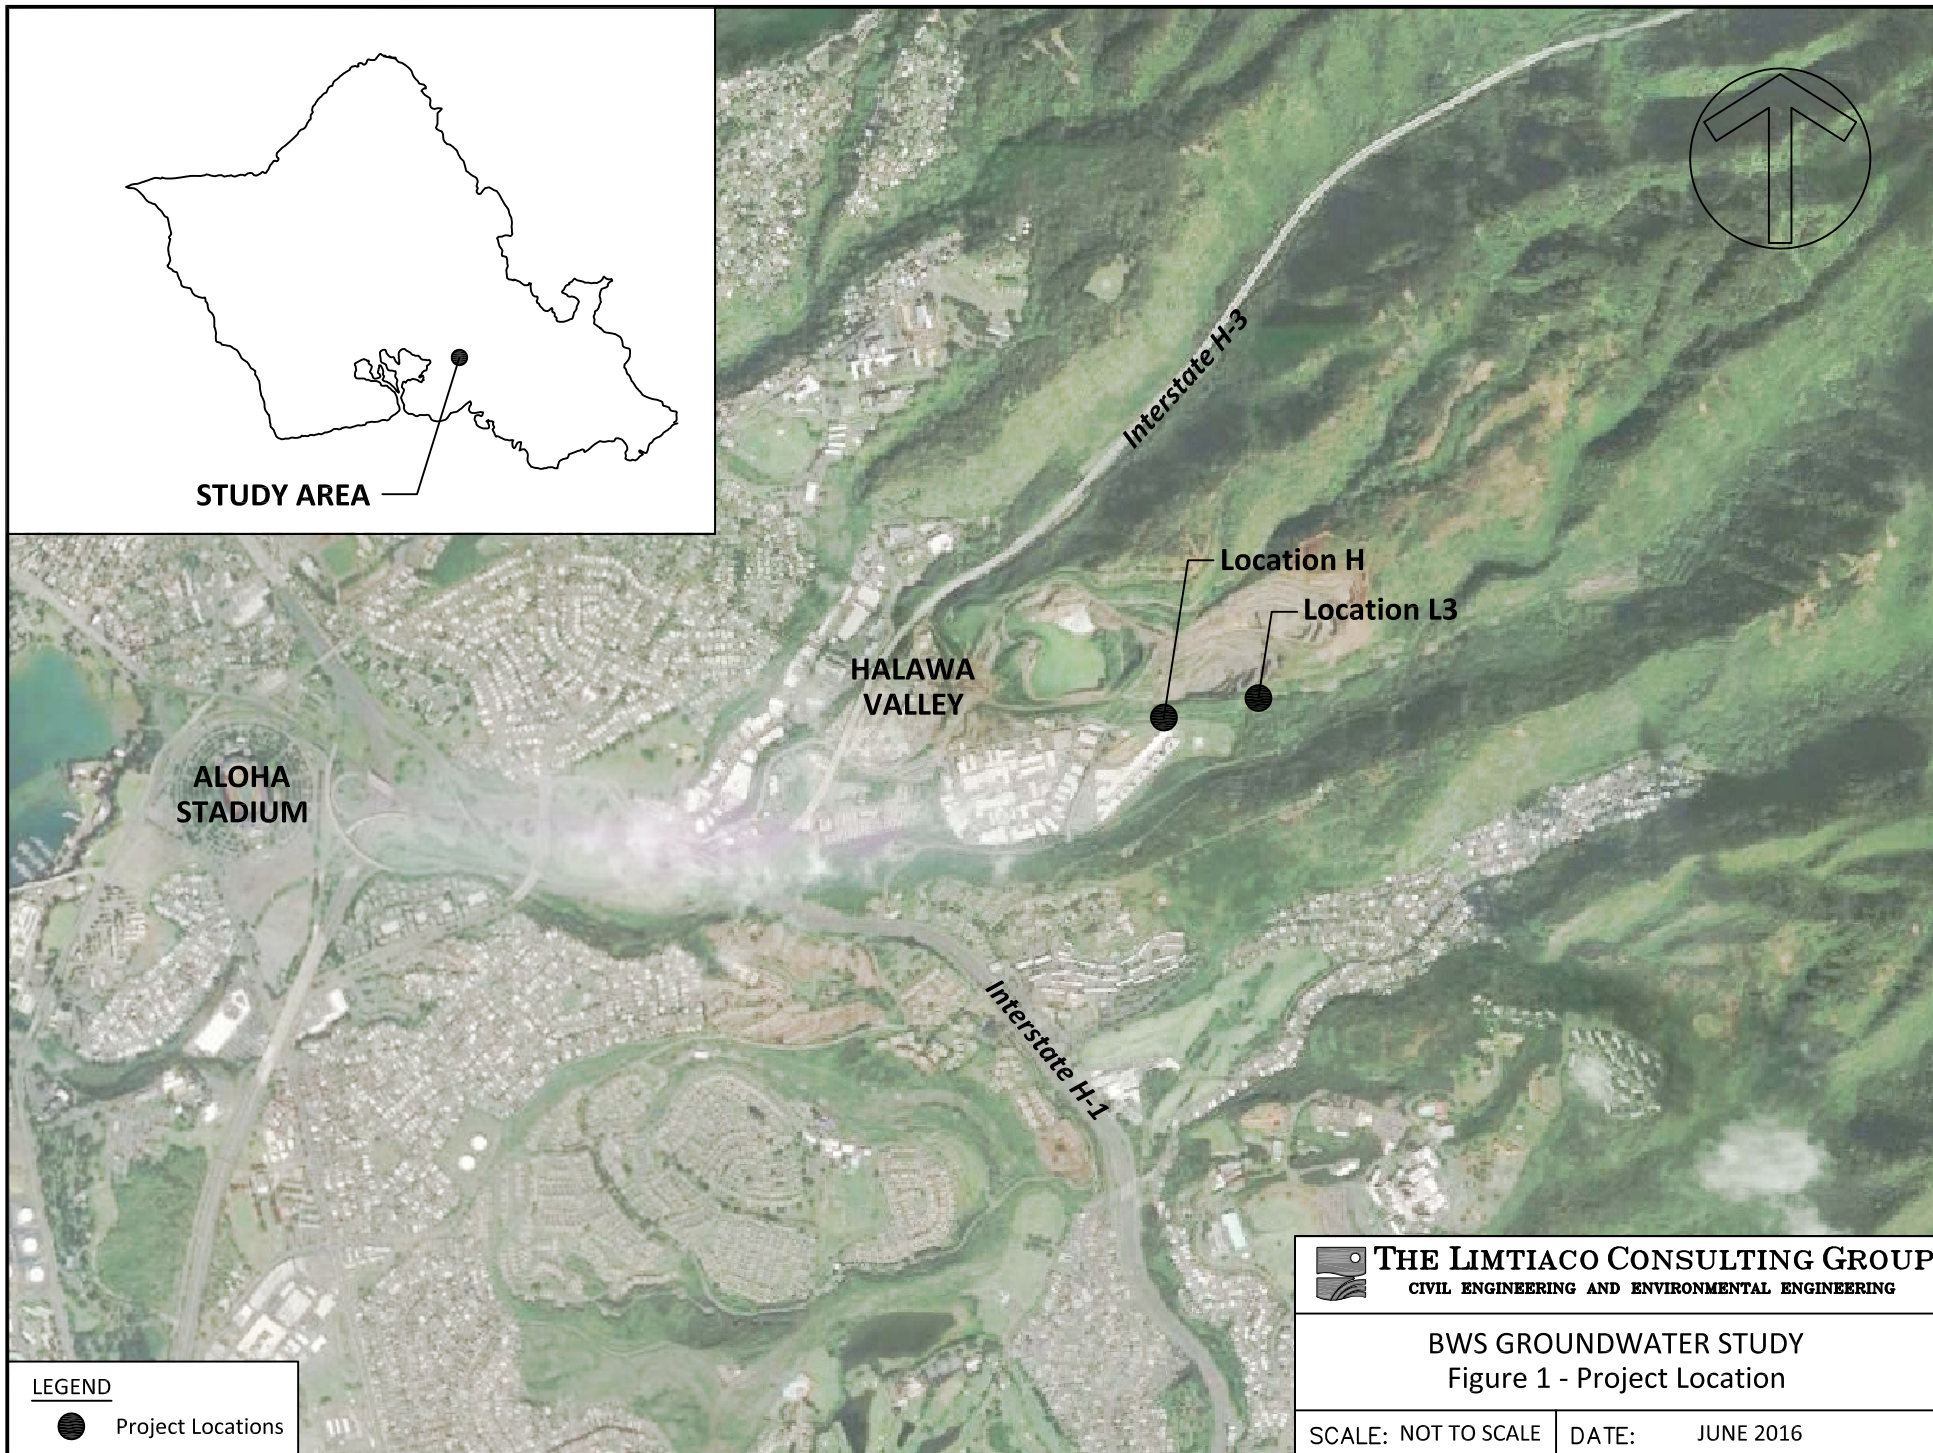 STUDY AREA
Interstate H-3
Location H
Location L3
HALAWA
VALLEY
ALOHA
STADIUM
Interstate H-1
LEGEND
Project Locations
THE LIMTIACO CONSULTING GROUP
CIVIL ENGINEERING AND ENVIRONMENTAL ENGINEERING
BWS GROUNDWATER STUDY
Figure 1 - Project Location
SCALE: NOT TO SCALE
DATE: JUNE 2016